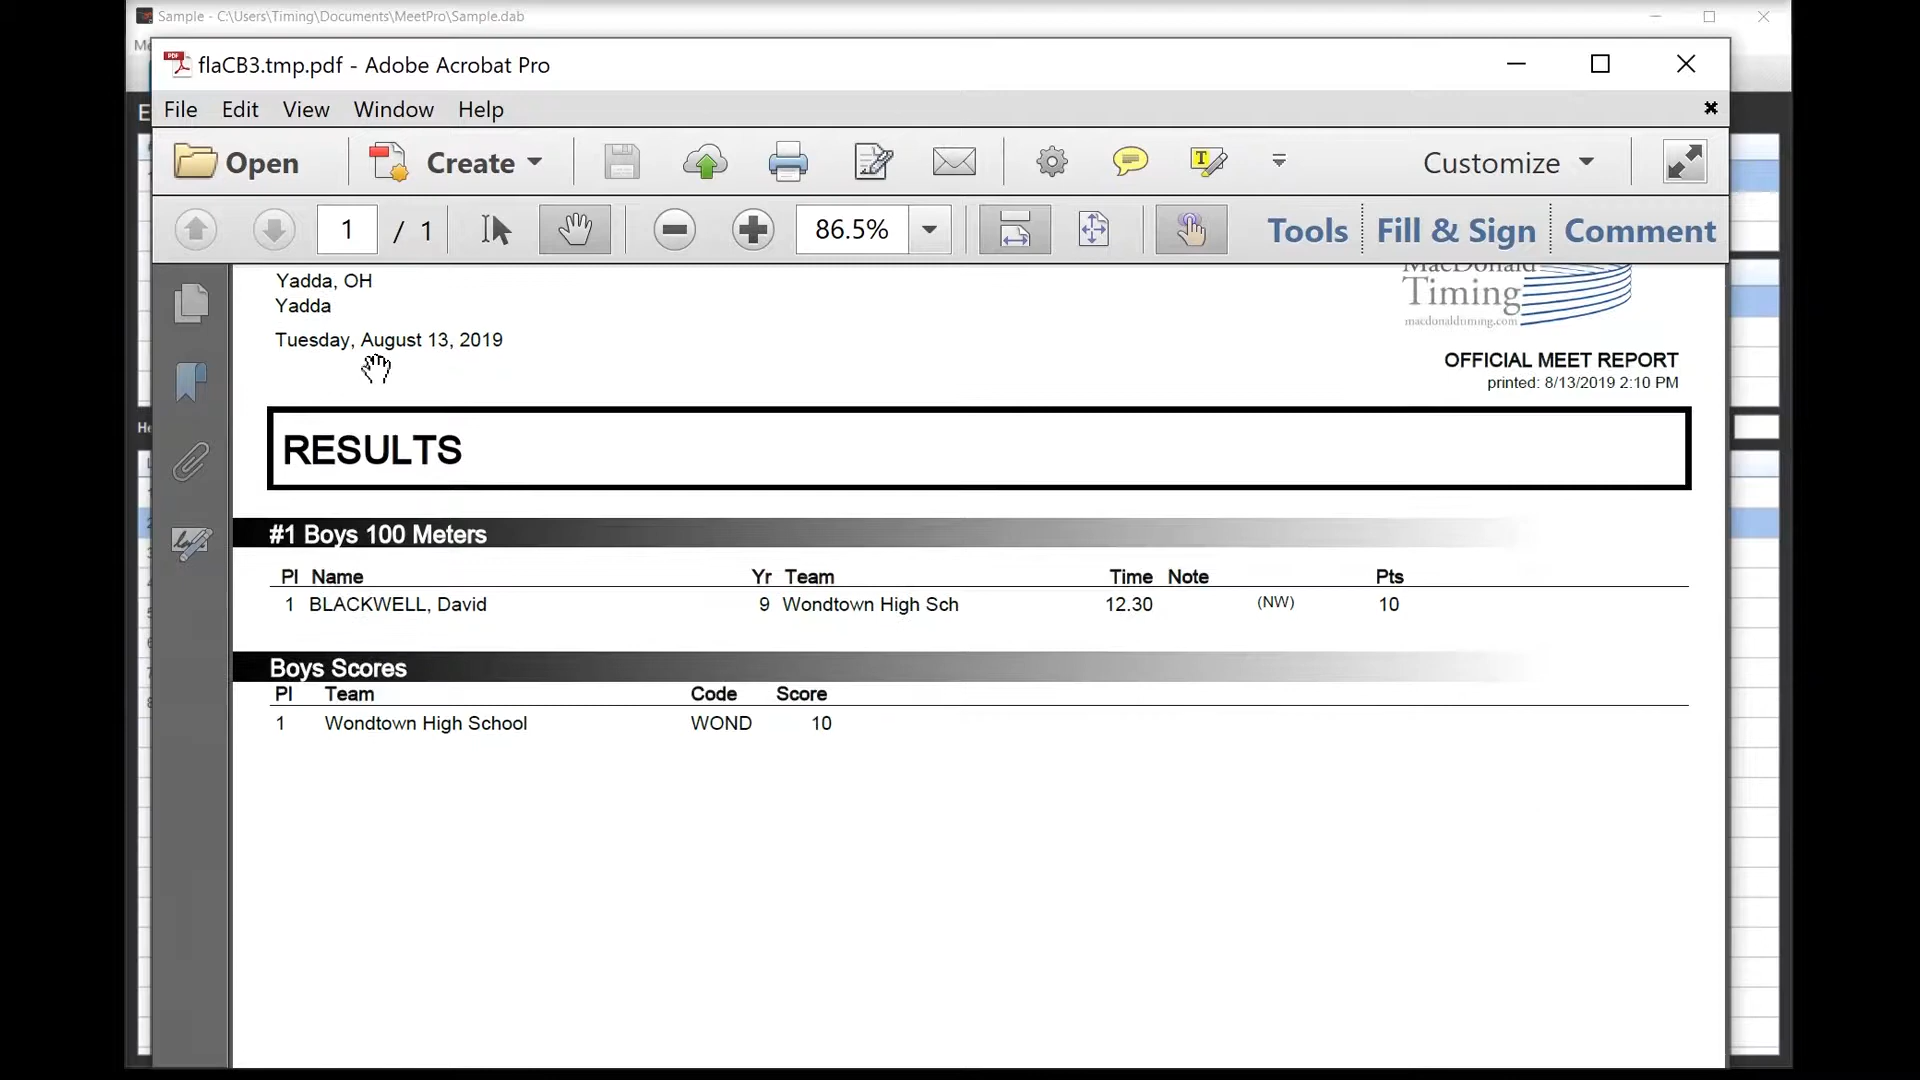 Sample - C:\Users\Timing\Documents\MeetPro\Sample.dab
flaCB3.tmp.pdf - Adobe Acrobat Pro
File Edit View Window Help
Open Create Customize
1 / 1 86.5% Tools Fill & Sign Comment
Yadda, OH
Yadda
MacDonald
Timing
macdonaldtiming.com
Tuesday, August 13, 2019
OFFICIAL MEET REPORT
printed: 8/13/2019 2:10 PM
RESULTS
#1 Boys 100 Meters
Pl Name Yr Team Time Note Pts
1 BLACKWELL, David 9 Wondtown High Sch 12.30 (NW) 10
Boys Scores
Pl Team Code Score
1 Wondtown High School WOND 10